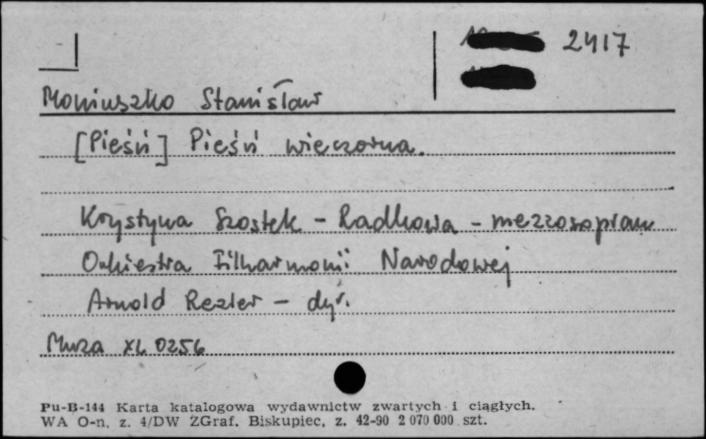 2417
Moniuszko Stanisław
[Pieśń] Pieśń wieczorna.
Krystyna Szostek - Radkowa - mezzosopran
Orkiestra Filharmonii Narodowej
Arnold Rezler - dyr.
Muza XL 0256
Pu-B-144 Karta katalogowa wydawnictw zwartych i ciągłych.
WA O-n, z. 4/DW ZGraf. Biskupiec, z. 42-90 2 070 000 szt.